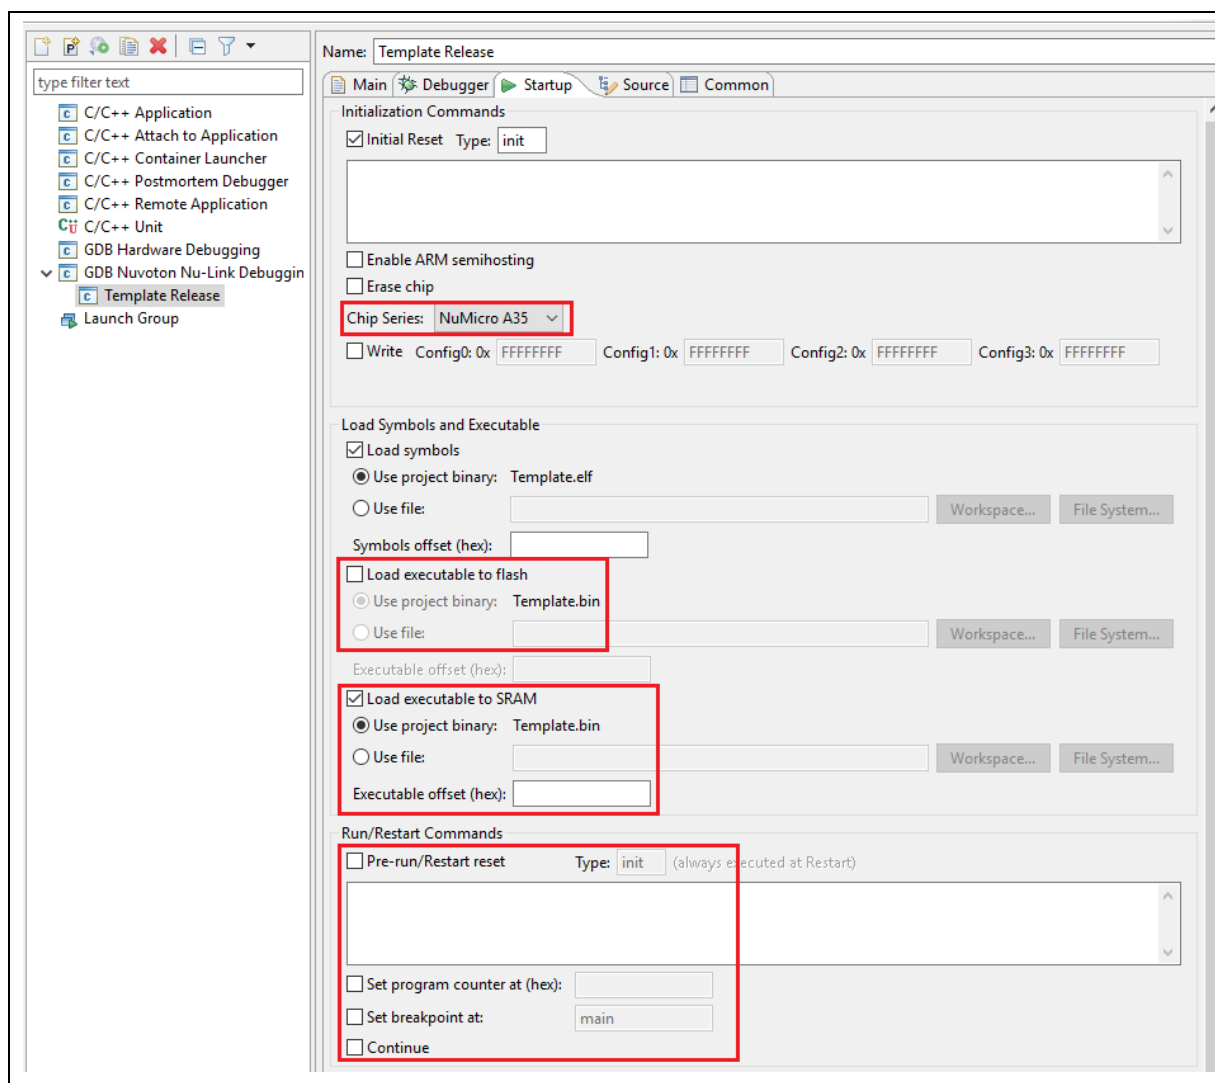 type filter text
C/C++ Application
C/C++ Attach to Application
C/C++ Container Launcher
C/C++ Postmortem Debugger
C/C++ Remote Application
C/C++ Unit
GDB Hardware Debugging
GDB Nuvoton Nu-Link Debuggin
Template Release
Launch Group
Name: Template Release
Main Debugger Startup Source Common
Initialization Commands
Initial Reset Type: init
Enable ARM semihosting
Erase chip
Chip Series: NuMicro A35
Write Config0: 0x FFFFFFFF Config1: 0x FFFFFFFF Config2: 0x FFFFFFFF Config3: 0x FFFFFFFF
Load Symbols and Executable
Load symbols
Use project binary: Template.elf
Use file: Workspace... File System...
Symbols offset (hex):
Load executable to flash
Use project binary: Template.bin
Use file: Workspace... File System...
Executable offset (hex):
Load executable to SRAM
Use project binary: Template.bin
Use file: Workspace... File System...
Executable offset (hex):
Run/Restart Commands
Pre-run/Restart reset Type: init (always executed at Restart)
Set program counter at (hex):
Set breakpoint at: main
Continue